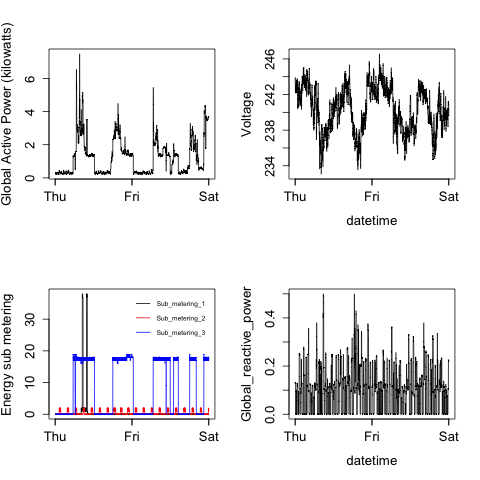 Global Active Power (kilowatts)
0 2 4 6
Thu Fri Sat
Voltage
234 238 242 246
Thu Fri Sat
datetime
Energy sub metering
0 10 20 30
Sub_metering_1
Sub_metering_2
Sub_metering_3
Thu Fri Sat
Global_reactive_power
0.0 0.2 0.4
Thu Fri Sat
datetime